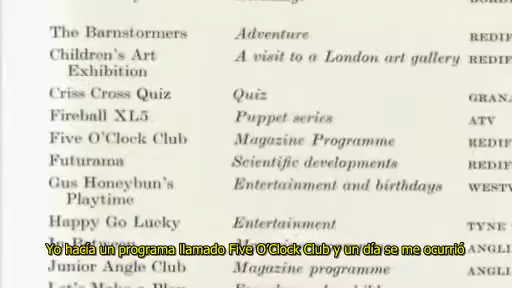 The Barnstormers Adventure REDIF
Children's Art A visit to a London art gallery REDIF
Exhibition
Criss Cross Quiz Quiz GRANA
Fireball XL5 Puppet series ATV
Five O'Clock Club Magazine Programme REDIF
Futurama Scientific developments REDIF
Gus Honeybun's Entertainment and birthdays WESTW
Playtime
Happy Go Lucky Entertainment TYNE
Yo hacía un programa llamado Five O'Clock Club y un día se me ocurrió
In Between ANGLI
Junior Angle Club Magazine programme ANGLI